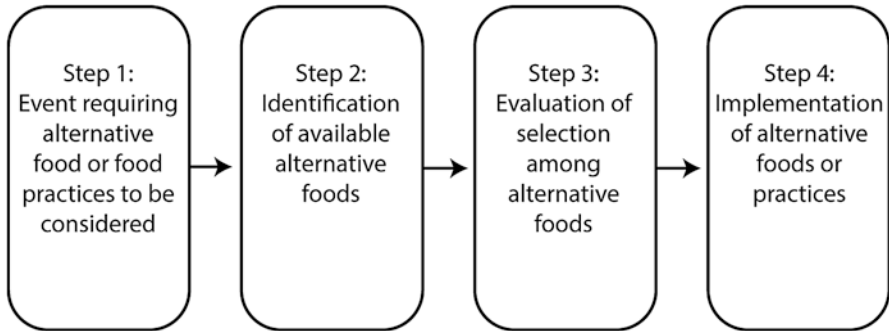 Step 1:
Event requiring
alternative
food or food
practices to be
considered
Step 2:
Identification
of available
alternative
foods
Step 3:
Evaluation of
selection
among
alternative
foods
Step 4:
Implementation
of alternative
foods or
practices